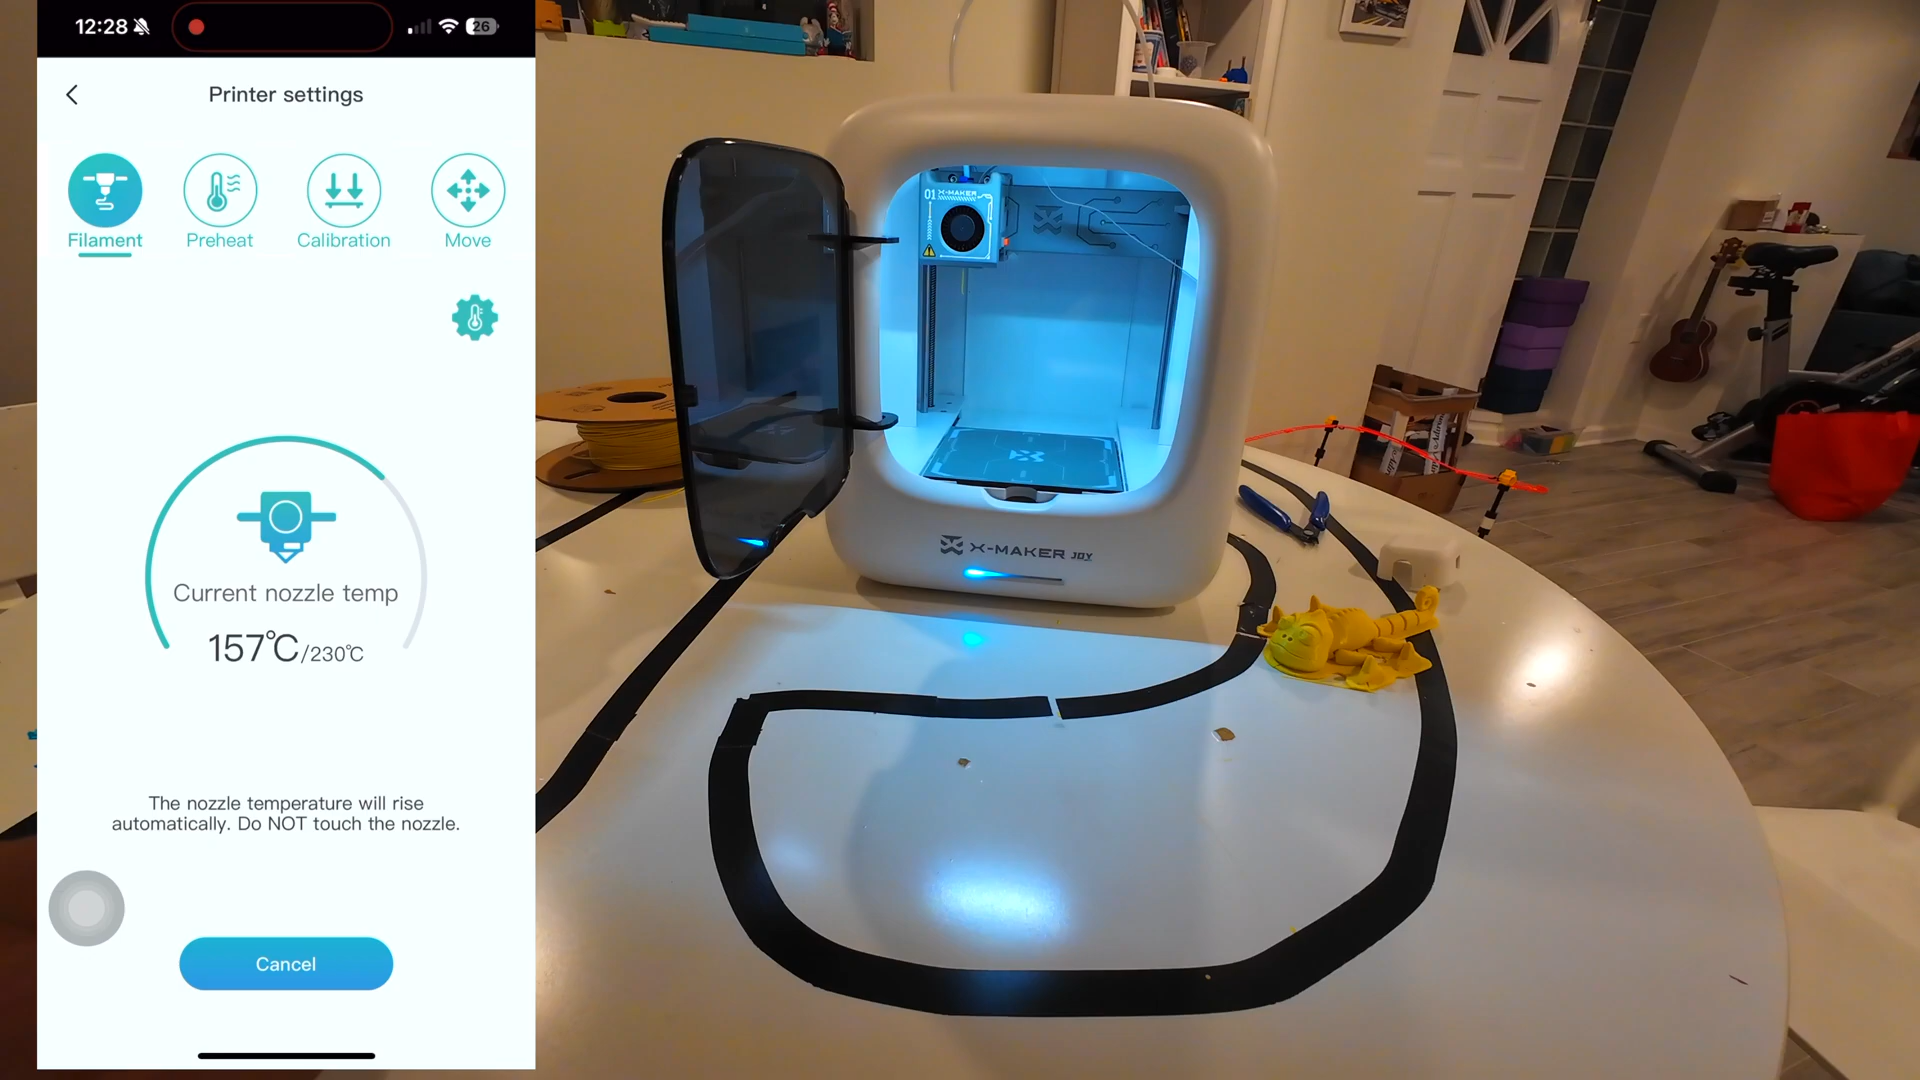 12:28
26
Printer settings
Filament
Preheat
Calibration
Move
Current nozzle temp
157℃/230℃
The nozzle temperature will rise
automatically. Do NOT touch the nozzle.
Cancel
01 X-MAKER
X-MAKER JOY